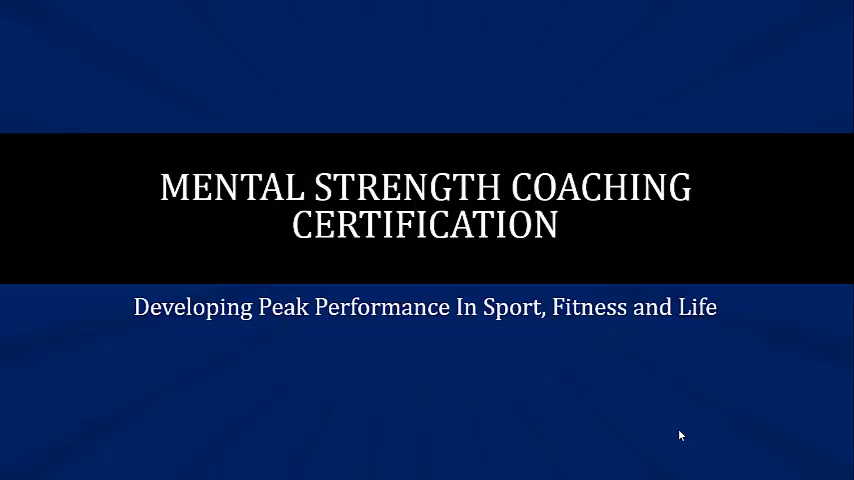 MENTAL STRENGTH COACHING
CERTIFICATION
Developing Peak Performance In Sport, Fitness and Life